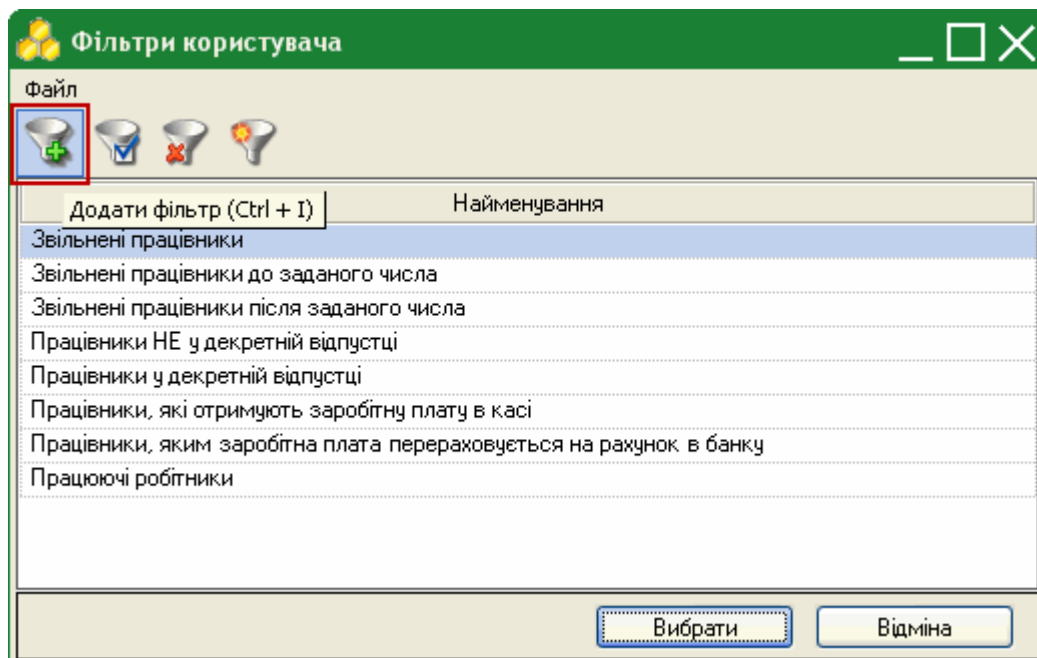 Фільтри користувача
Файл
Додати фільтр (Ctrl + I)
Найменування
Звільнені працівники
Звільнені працівники до заданого числа
Звільнені працівники після заданого числа
Працівники НЕ у декретній відпустці
Працівники у декретній відпустці
Працівники, які отримують заробітну плату в касі
Працівники, яким заробітна плата перераховується на рахунок в банку
Працюючі робітники
Вибрати
Відміна